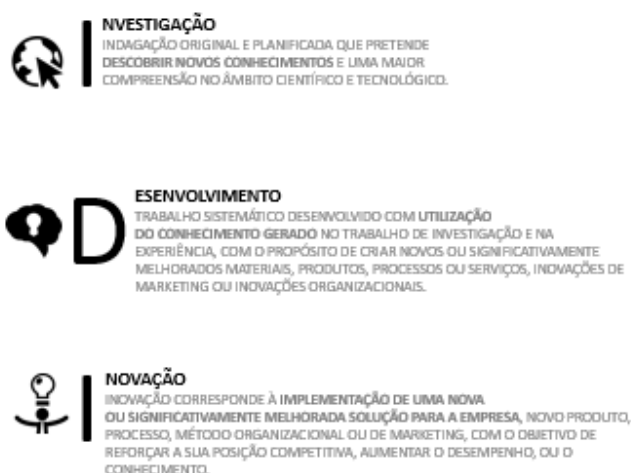 INVESTIGAÇÃO
INDAGAÇÃO ORIGINAL E PLANIFICADA QUE PRETENDE
DESCOBRIR NOVOS CONHECIMENTOS E UMA MAIOR
COMPREENSÃO NO ÂMBITO CIENTÍFICO E TECNOLÓGICO.
DESENVOLVIMENTO
TRABALHO SISTEMÁTICO DESENVOLVIDO COM UTILIZAÇÃO
DO CONHECIMENTO GERADO NO TRABALHO DE INVESTIGAÇÃO E NA
EXPERIÊNCIA, COM O PROPÓSITO DE CRIAR NOVOS OU SIGNIFICATIVAMENTE
MELHORADOS MATERIAIS, PRODUTOS, PROCESSOS OU SERVIÇOS, INOVAÇÕES DE
MARKETING OU INOVAÇÕES ORGANIZACIONAIS.
INOVAÇÃO
INOVAÇÃO CORRESPONDE À IMPLEMENTAÇÃO DE UMA NOVA
OU SIGNIFICATIVAMENTE MELHORADA SOLUÇÃO PARA A EMPRESA, NOVO PRODUTO,
PROCESSO, MÉTODO ORGANIZACIONAL OU DE MARKETING, COM O OBJETIVO DE
REFORÇAR A SUA POSIÇÃO COMPETITIVA, AUMENTAR O DESEMPENHO, OU O
CONHECIMENTO.